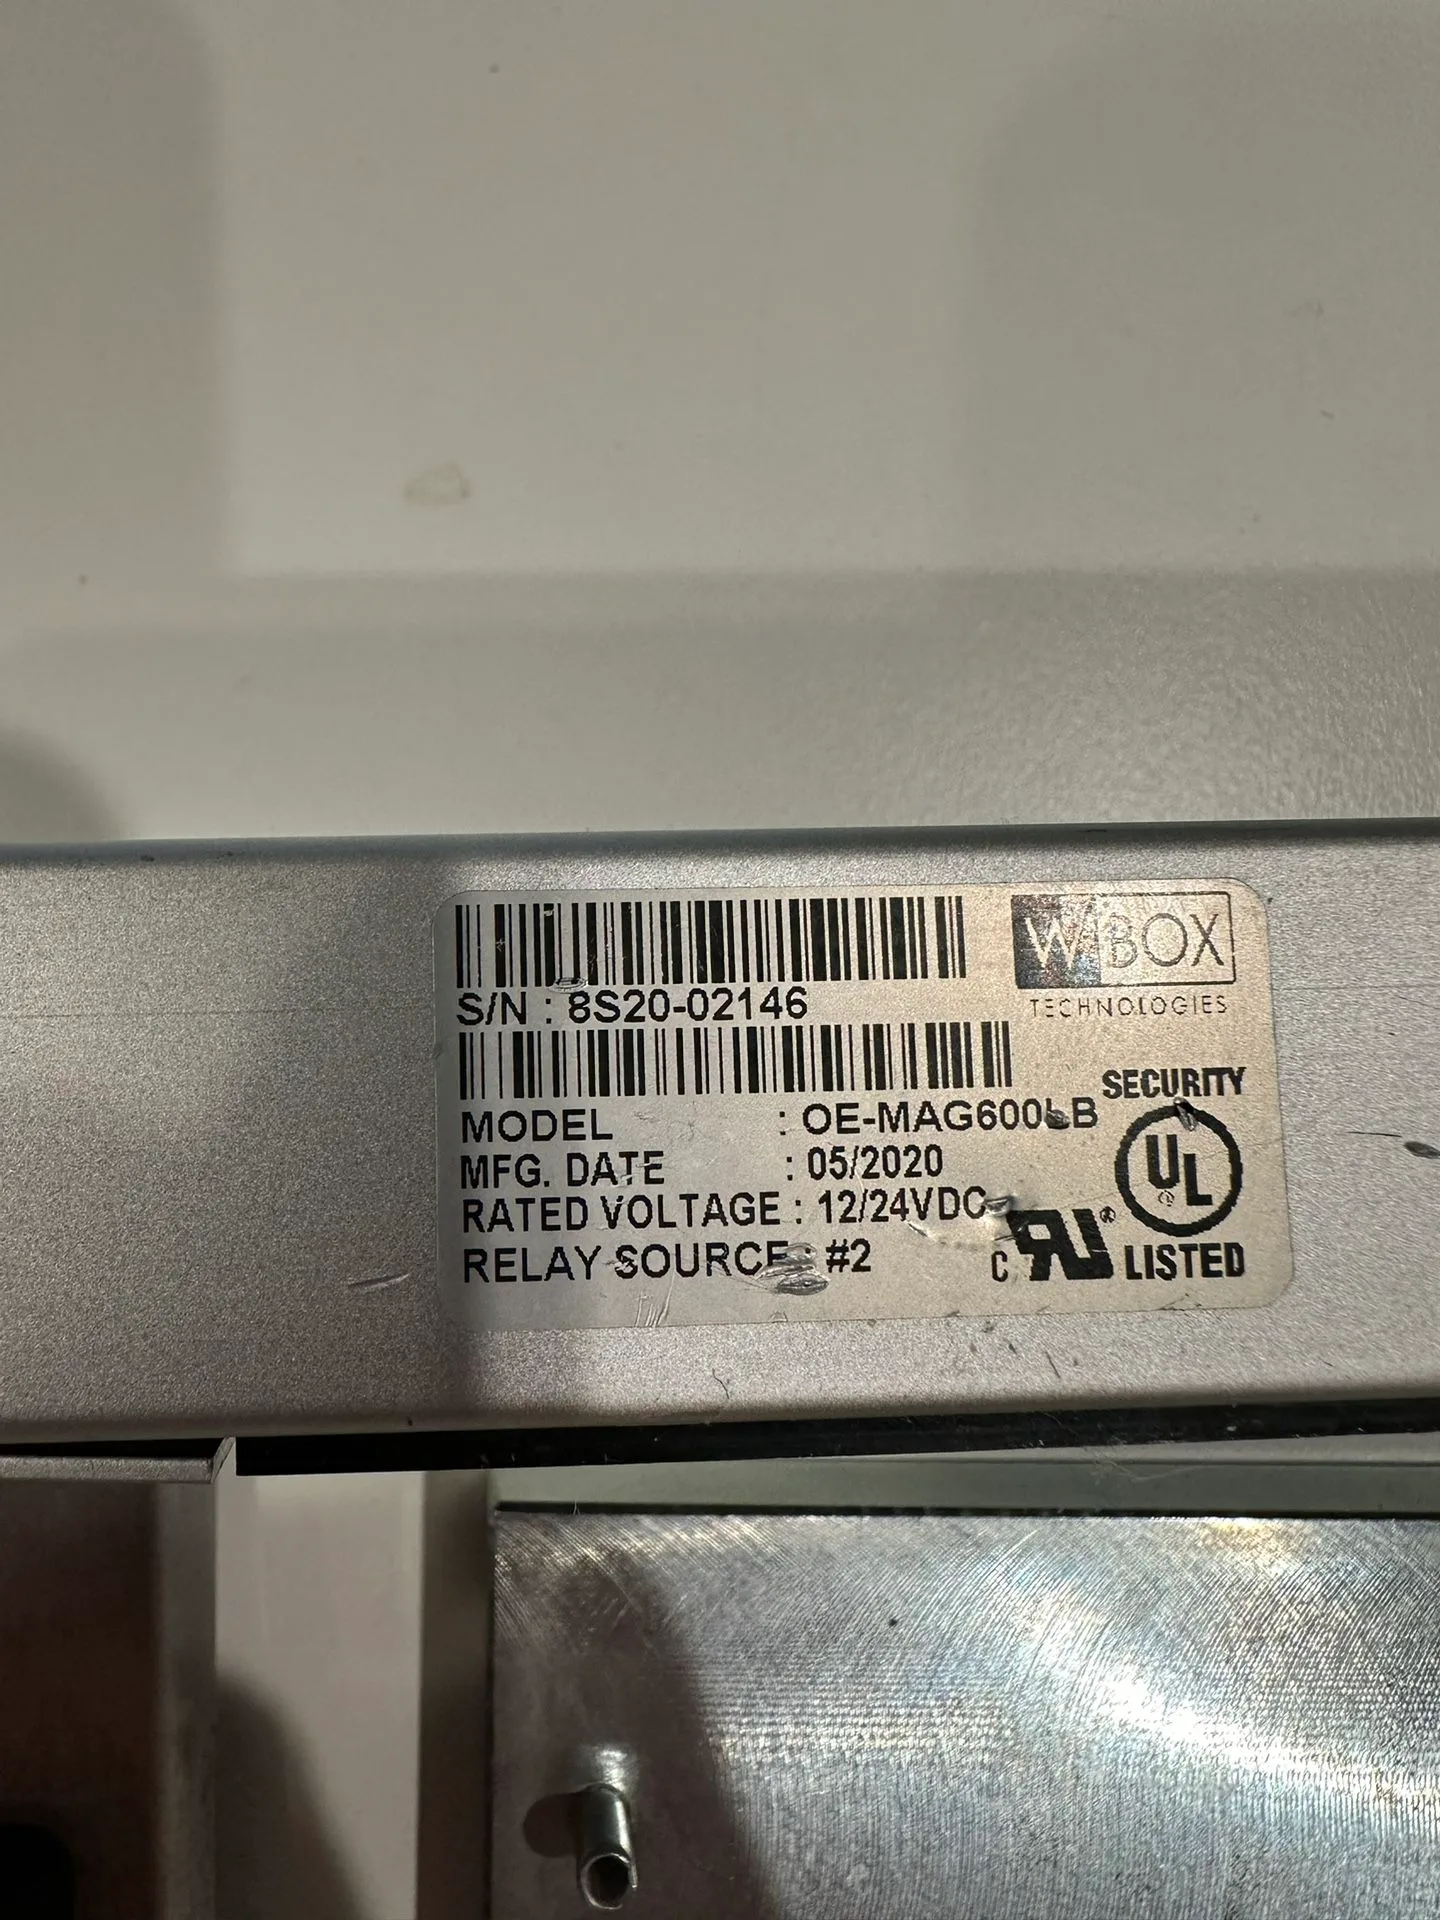 W BOX
TECHNOLOGIES
S/N : 8S20-02146
MODEL : OE-MAG600LB
MFG. DATE : 05/2020
RATED VOLTAGE : 12/24VDC
RELAY SOURCE : #2
SECURITY
UL
®
LISTED
C RU ®